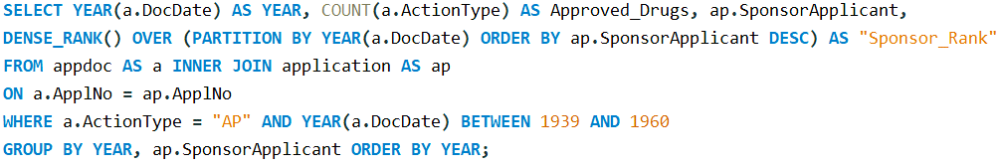 SELECT YEAR(a.DocDate) AS YEAR, COUNT(a.ActionType) AS Approved_Drugs, ap.SponsorApplicant,
DENSE_RANK() OVER (PARTITION BY YEAR(a.DocDate) ORDER BY ap.SponsorApplicant DESC) AS "Sponsor_Rank"
FROM appdoc AS a INNER JOIN application AS ap
ON a.ApplNo = ap.ApplNo
WHERE a.ActionType = "AP" AND YEAR(a.DocDate) BETWEEN 1939 AND 1960
GROUP BY YEAR, ap.SponsorApplicant ORDER BY YEAR;